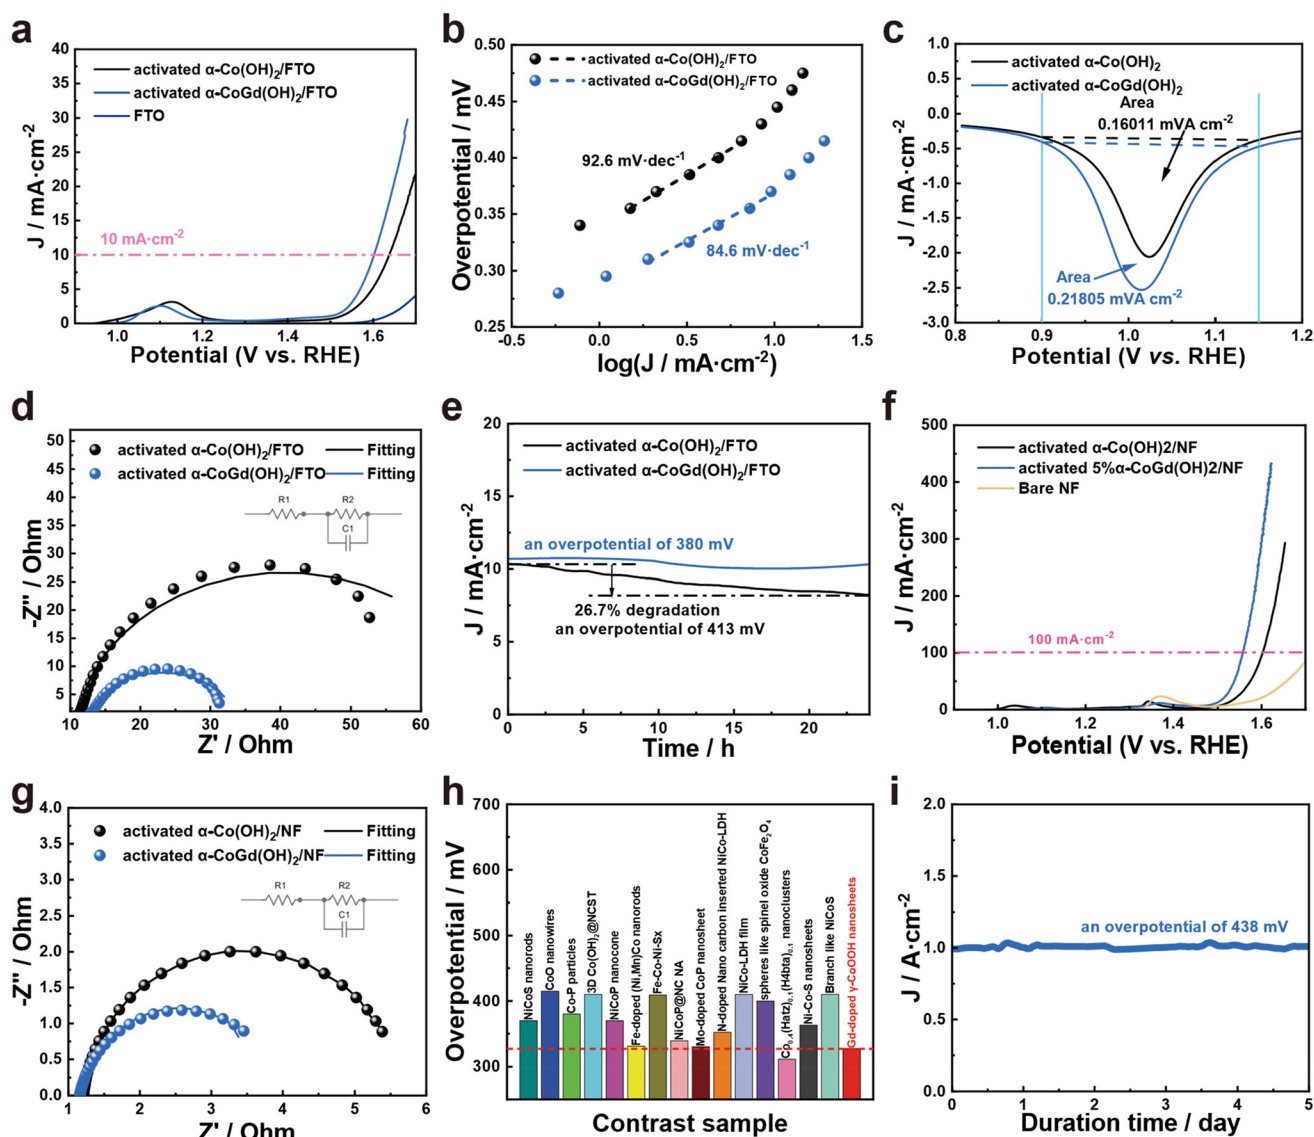 a
40
35
30
25
20
15
10
5
0
J / mA·cm-2
activated α-Co(OH)2/FTO
activated α-CoGd(OH)2/FTO
FTO
10 mA·cm-2
1.0
1.2
1.4
1.6
Potential (V vs. RHE)
b
0.50
0.45
0.40
0.35
0.30
0.25
Overpotential / mV
activated α-Co(OH)2/FTO
activated α-CoGd(OH)2/FTO
92.6 mV·dec-1
84.6 mV·dec-1
-0.5
0.0
0.5
1.0
1.5
log(J / mA·cm-2)
c
1.0
0.5
0.0
-0.5
-1.0
-1.5
-2.0
-2.5
-3.0
J / mA·cm-2
activated α-Co(OH)2
activated α-CoGd(OH)2
Area
0.16011 mVA cm-2
Area
0.21805 mVA cm-2
0.8
0.9
1.0
1.1
1.2
Potential (V vs. RHE)
d
50
45
40
35
30
25
20
15
10
5
-Z'' / Ohm
activated α-Co(OH)2/FTO
Fitting
activated α-CoGd(OH)2/FTO
Fitting
R1
R2
C1
10
20
30
40
50
60
Z' / Ohm
e
20
15
10
5
0
J / mA·cm-2
activated α-Co(OH)2/FTO
activated α-CoGd(OH)2/FTO
an overpotential of 380 mV
26.7% degradation
an overpotential of 413 mV
0
5
10
15
20
Time / h
f
500
400
300
200
100
0
J / mA·cm-2
activated α-Co(OH)2/NF
activated 5%α-CoGd(OH)2/NF
Bare NF
100 mA·cm-2
1.0
1.2
1.4
1.6
Potential (V vs. RHE)
g
4.0
3.5
3.0
2.5
2.0
1.5
1.0
0.5
0.0
-Z'' / Ohm
activated α-Co(OH)2/NF
Fitting
activated α-CoGd(OH)2/NF
Fitting
R1
R2
C1
1
2
3
4
5
6
Z' / Ohm
h
700
600
500
400
300
Overpotential / mV
NiCoS nanorods
CoO nanowires
Co-P particles
3D Co(OH)2@NCST
NiCoP nanocone
Fe-doped (Ni,Mn)Co nanorods
Fe-Co-Ni-Sx
NiCoP@NC NA
Mo-doped CoP nanosheet
N-doped Nano carbon inserted NiCo-LDH
NiCo-LDH film
spheres like spinel oxide CoFe2O4
Co0.4(Hatz)0.1(H4bta)0.1 nanoclusters
Ni-Co-S nanosheets
Branch like NiCoS
Gd-doped γ-CoOOH nanosheets
Contrast sample
i
2.0
1.5
1.0
0.5
0.0
J / A·cm-2
an overpotential of 438 mV
0
1
2
3
4
5
Duration time / day